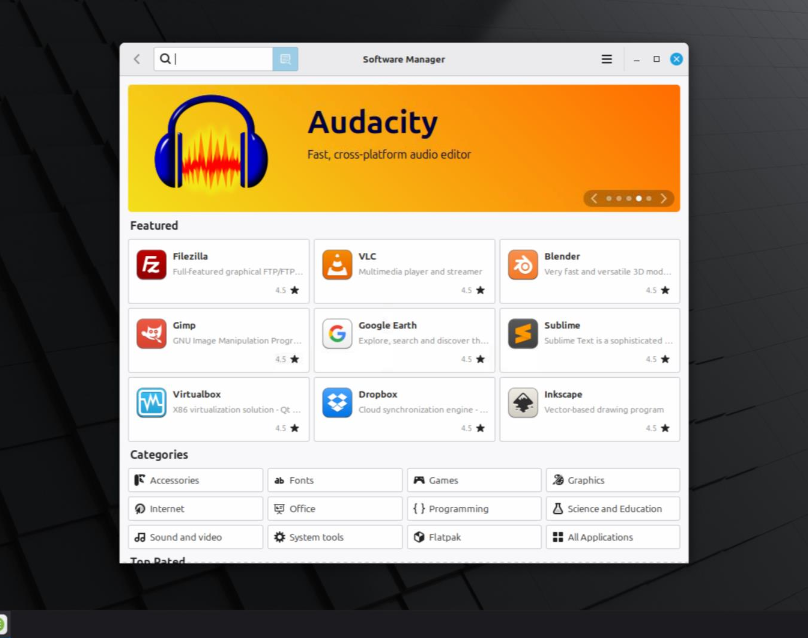 Software Manager
Audacity
Fast, cross-platform audio editor
Featured
Filezilla
Full-featured graphical FTP/FTP...
4.5
VLC
Multimedia player and streamer
4.5
Blender
Very fast and versatile 3D mod...
4.5
Gimp
GNU Image Manipulation Progr...
4.5
Google Earth
Explore, search and discover th...
4.5
Sublime
Sublime Text is a sophisticated ...
4.5
Virtualbox
X86 virtualization solution - Qt ...
4.5
Dropbox
Cloud synchronization engine - ...
4.5
Inkscape
Vector-based drawing program
4.5
Categories
Accessories
ab Fonts
Games
Graphics
Internet
Office
{ } Programming
Science and Education
Sound and video
System tools
Flatpak
All Applications
Top Rated